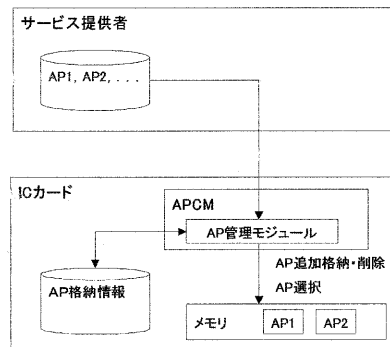 サービス提供者
AP1, AP2, . . .
ICカード
APCM
AP管理モジュール
AP追加格納・削除
AP選択
AP格納情報
メモリ
AP1
AP2